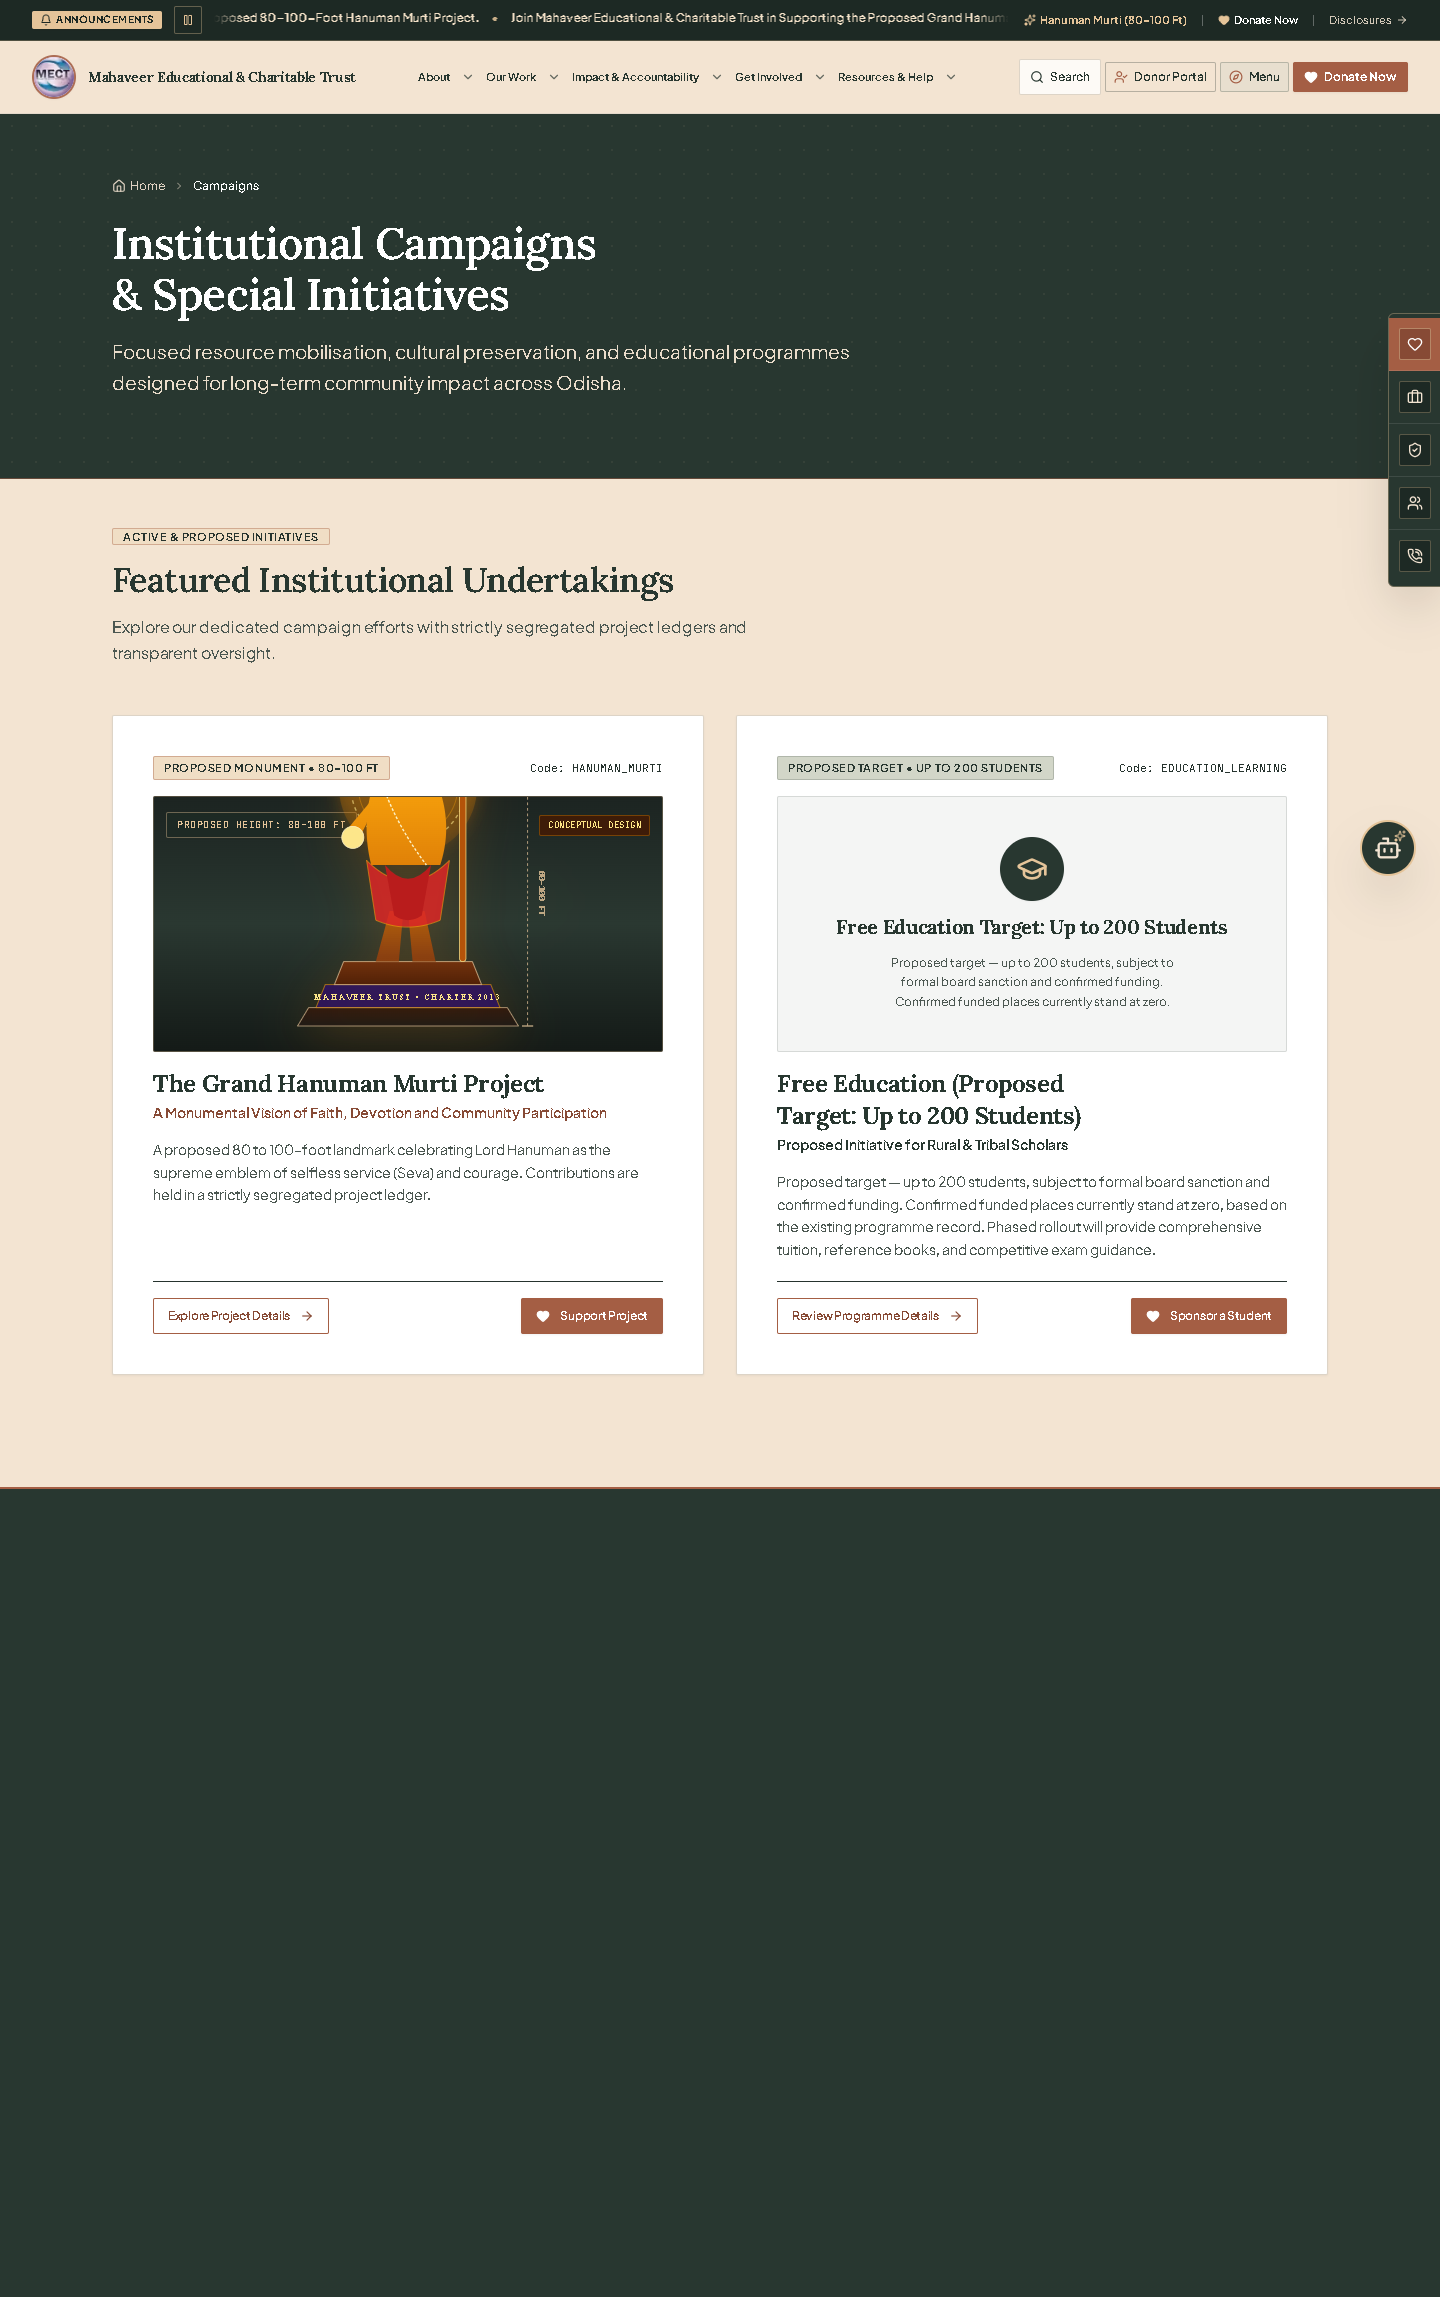 ANNOUNCEMENTS
posed 80-100-Foot Hanuman Murti Project. • Join Mahaveer Educational & Charitable Trust in Supporting the Proposed Grand Hanum
Hanuman Murti (80-100 Ft)
Donate Now
Disclosures
MECT
Mahaveer Educational & Charitable Trust
About
Our Work
Impact & Accountability
Get Involved
Resources & Help
Search
Donor Portal
Menu
Donate Now
Home
Campaigns
Institutional Campaigns
& Special Initiatives
Focused resource mobilisation, cultural preservation, and educational programmes
designed for long-term community impact across Odisha.
ACTIVE & PROPOSED INITIATIVES
Featured Institutional Undertakings
Explore our dedicated campaign efforts with strictly segregated project ledgers and
transparent oversight.
PROPOSED MONUMENT • 80-100 FT
Code: HANUMAN_MURTI
PROPOSED HEIGHT: 80-100 FT
CONCEPTUAL DESIGN
80-100 FT
MAHAVEER TRUST • CHARTER 2013
The Grand Hanuman Murti Project
A Monumental Vision of Faith, Devotion and Community Participation
A proposed 80 to 100-foot landmark celebrating Lord Hanuman as the
supreme emblem of selfless service (Seva) and courage. Contributions are
held in a strictly segregated project ledger.
Explore Project Details
Support Project
PROPOSED TARGET • UP TO 200 STUDENTS
Code: EDUCATION_LEARNING
Free Education Target: Up to 200 Students
Proposed target — up to 200 students, subject to
formal board sanction and confirmed funding.
Confirmed funded places currently stand at zero.
Free Education (Proposed
Target: Up to 200 Students)
Proposed Initiative for Rural & Tribal Scholars
Proposed target — up to 200 students, subject to formal board sanction and
confirmed funding. Confirmed funded places currently stand at zero, based on
the existing programme record. Phased rollout will provide comprehensive
tuition, reference books, and competitive exam guidance.
Review Programme Details
Sponsor a Student